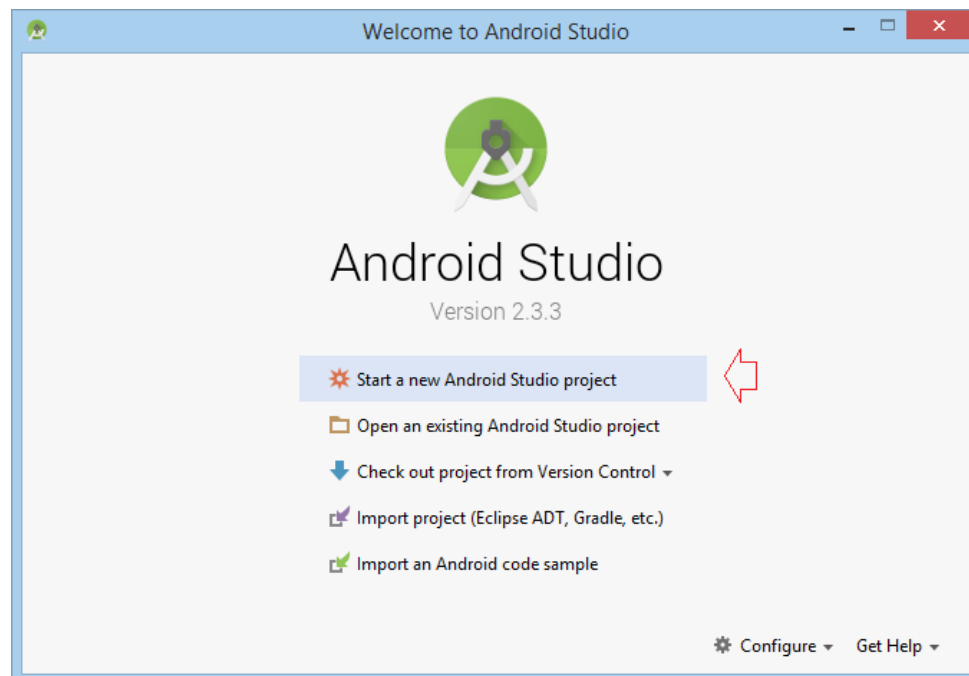 Welcome to Android Studio
Android Studio
Version 2.3.3
Start a new Android Studio project
Open an existing Android Studio project
Check out project from Version Control
Import project (Eclipse ADT, Gradle, etc.)
Import an Android code sample
Configure Get Help